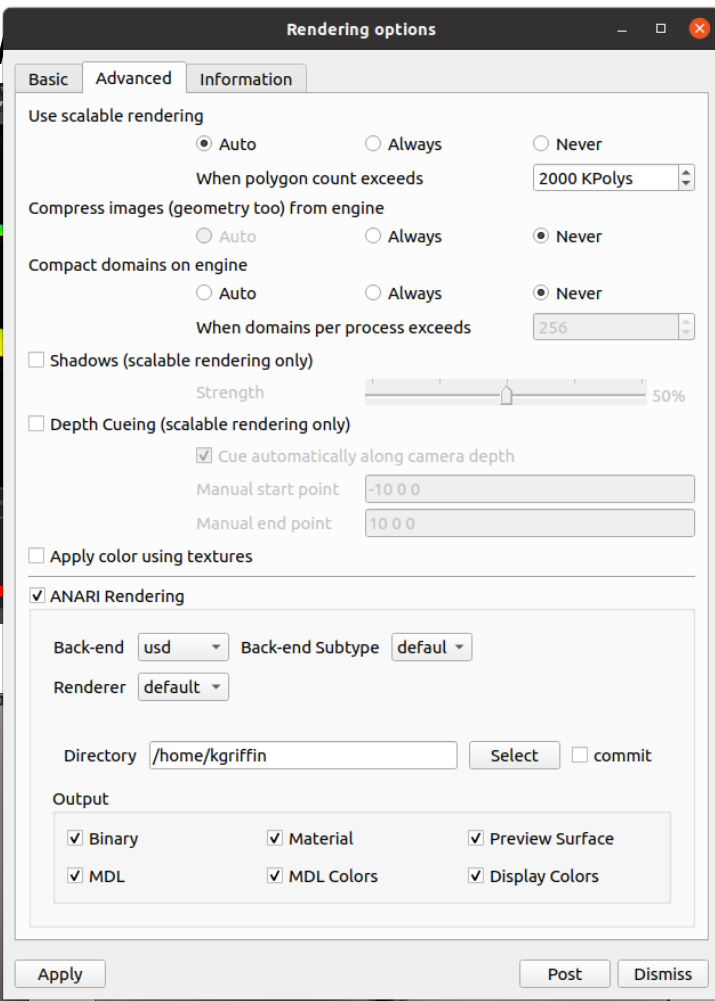 Rendering options
Basic Advanced Information
Use scalable rendering
Auto Always Never
When polygon count exceeds 2000 KPolys
Compress images (geometry too) from engine
Auto Always Never
Compact domains on engine
Auto Always Never
When domains per process exceeds 256
Shadows (scalable rendering only)
Strength 50%
Depth Cueing (scalable rendering only)
Cue automatically along camera depth
Manual start point -10 0 0
Manual end point 10 0 0
Apply color using textures
ANARI Rendering
Back-end usd Back-end Subtype defaul
Renderer default
Directory /home/kgriffin Select commit
Output
Binary Material Preview Surface
MDL MDL Colors Display Colors
Apply Post Dismiss